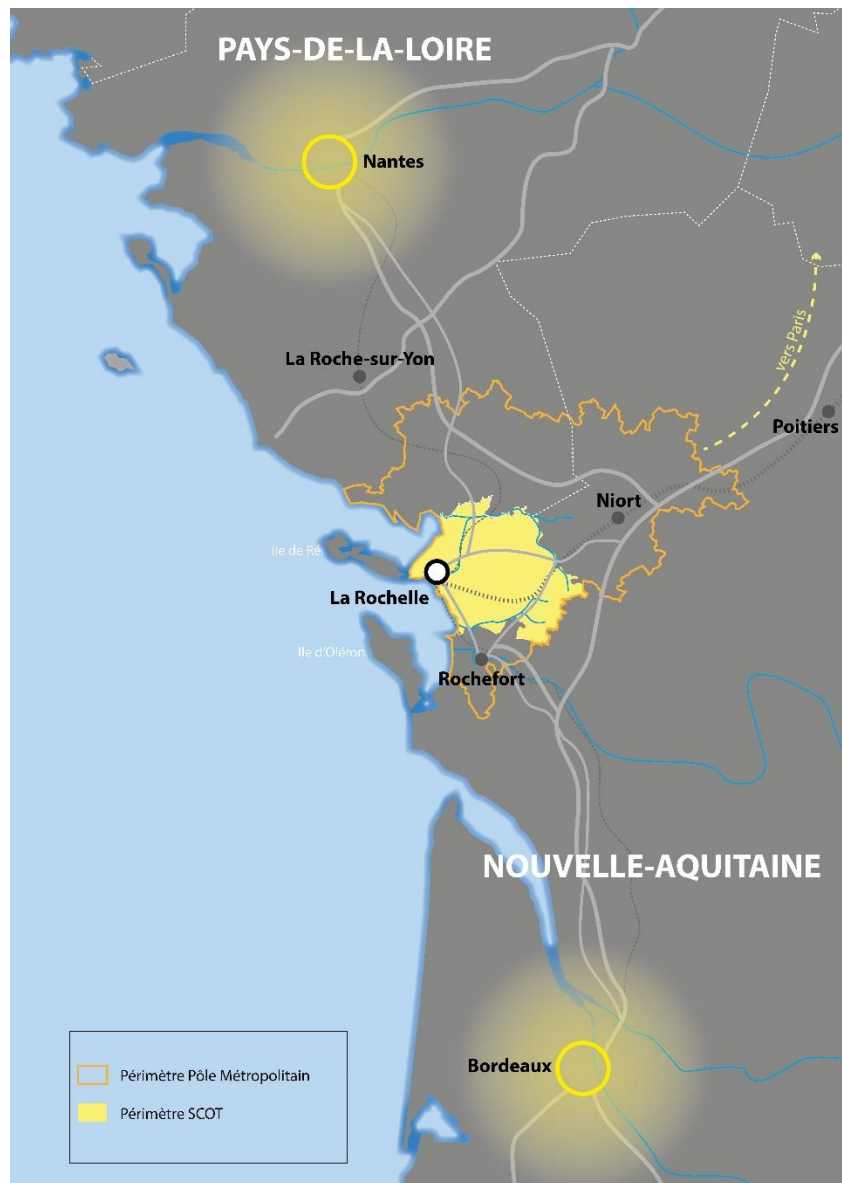 PAYS-DE-LA-LOIRE
Nantes
vers Paris
La Roche-sur-Yon
Poitiers
Niort
Ile de Ré
La Rochelle
Ile d'Oléron
Rochefort
NOUVELLE-AQUITAINE
Bordeaux
Périmètre Pôle Métropolitain
Périmètre SCOT